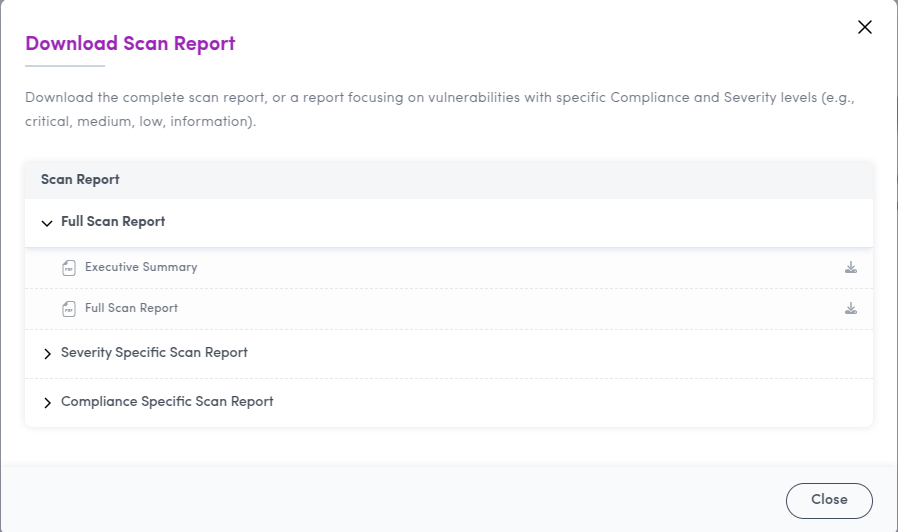 Download Scan Report
Download the complete scan report, or a report focusing on vulnerabilities with specific Compliance and Severity levels (e.g.,
critical, medium, low, information).
Scan Report
Full Scan Report
PDF Executive Summary
PDF Full Scan Report
Severity Specific Scan Report
Compliance Specific Scan Report
Close